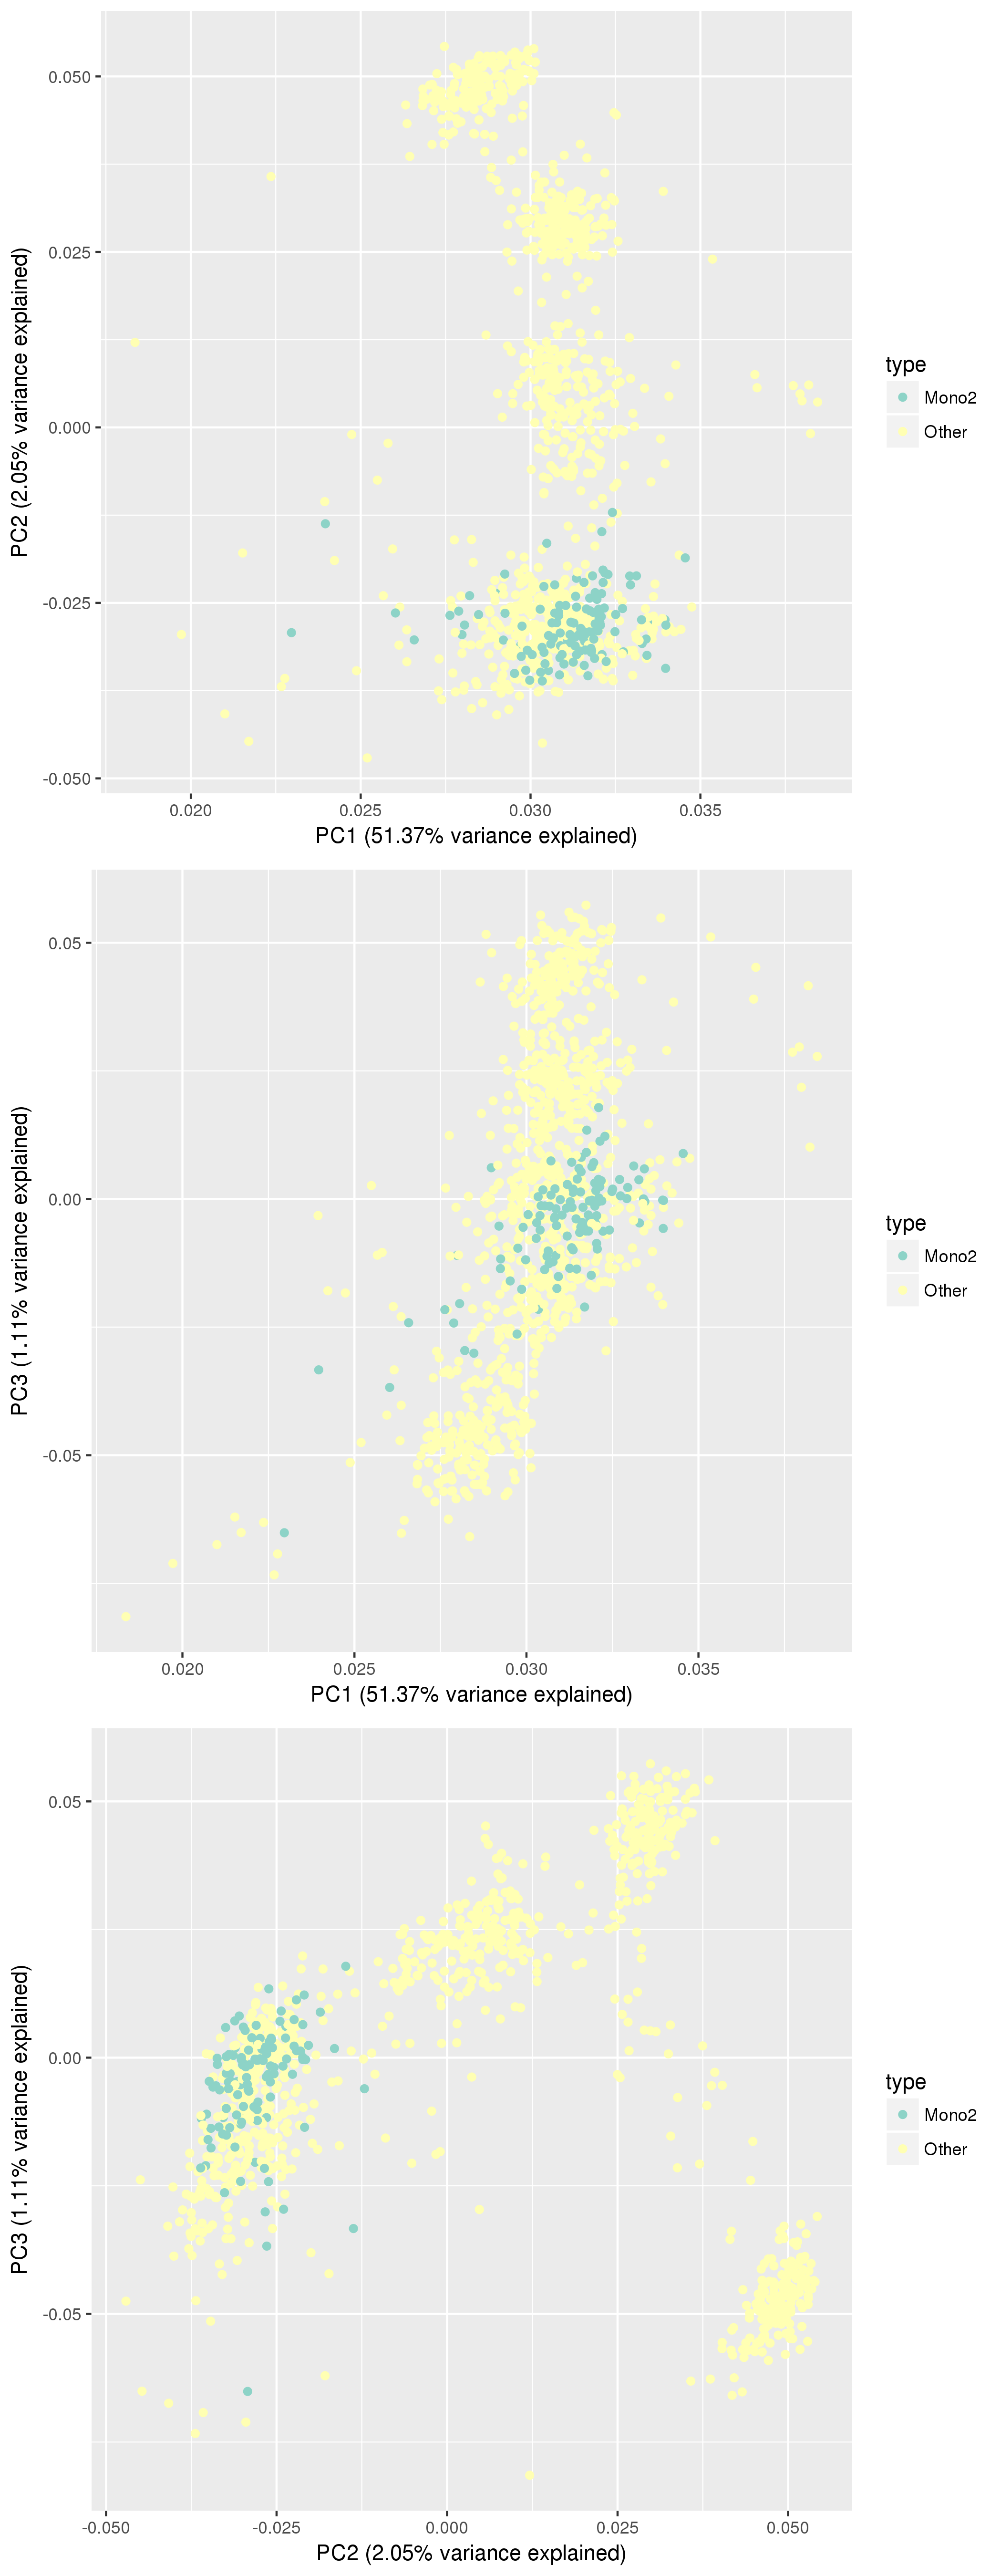 0.050
0.025
0.000
-0.025
-0.050
PC2 (2.05% variance explained)
0.020 0.025 0.030 0.035
PC1 (51.37% variance explained)
type
Mono2
Other
0.05
0.00
-0.05
PC3 (1.11% variance explained)
0.020 0.025 0.030 0.035
PC1 (51.37% variance explained)
type
Mono2
Other
0.05
0.00
-0.05
PC3 (1.11% variance explained)
-0.050 -0.025 0.000 0.025 0.050
PC2 (2.05% variance explained)
type
Mono2
Other